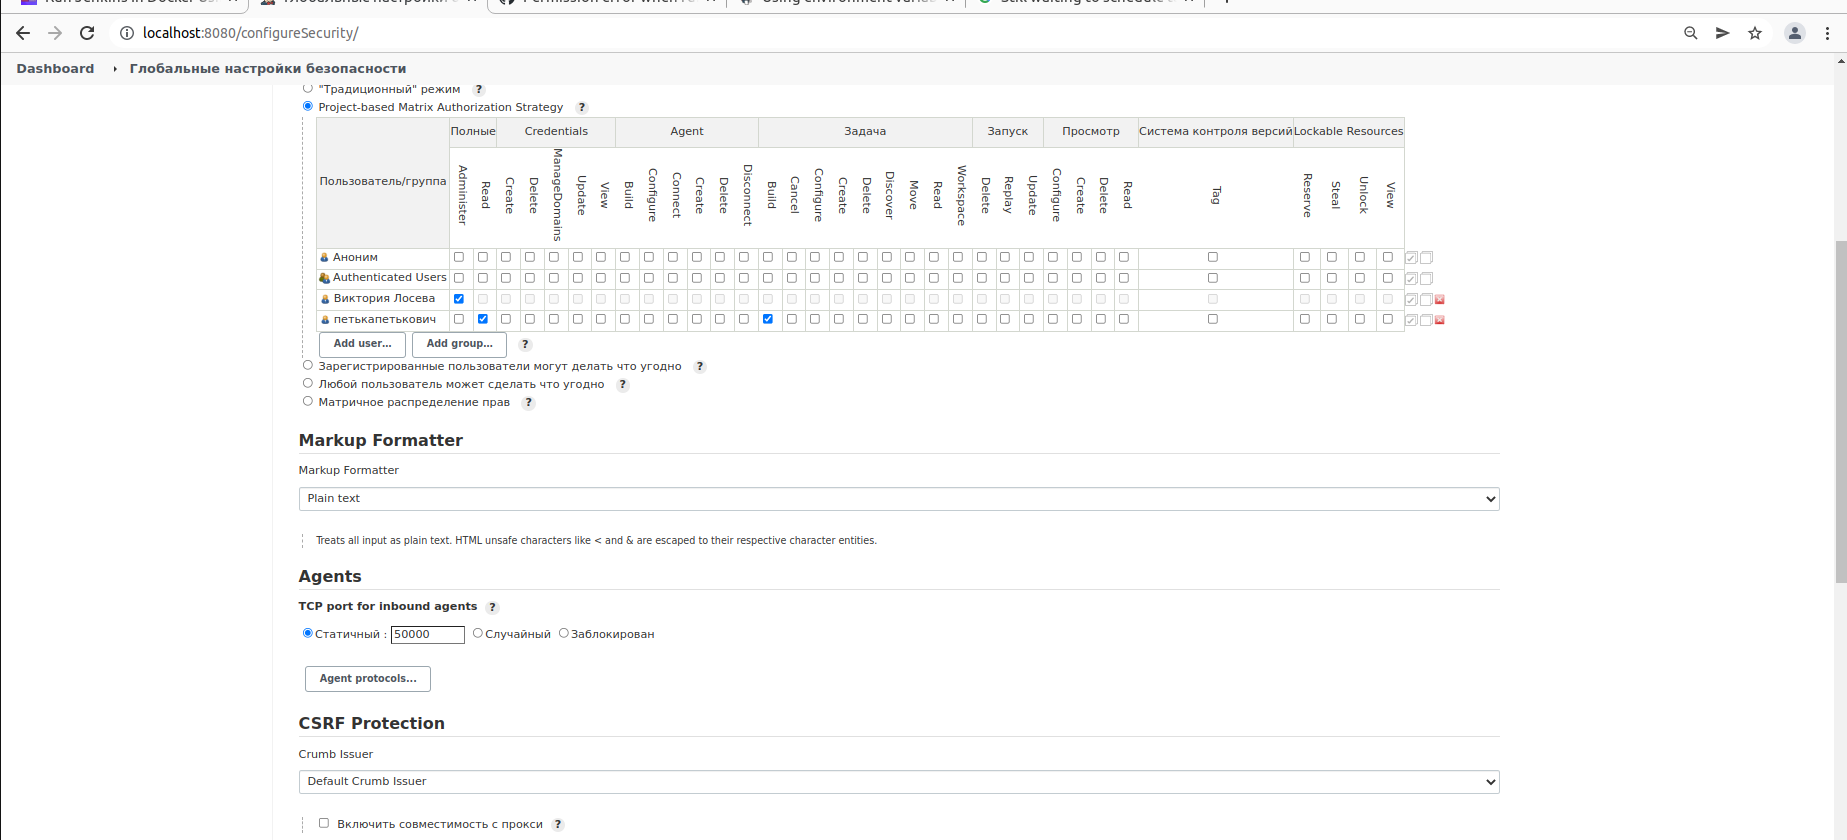 localhost:8080/configureSecurity/
Dashboard Глобальные настройки безопасности
"Традиционный" режим ?
Project-based Matrix Authorization Strategy ?
Пользователь/группа Полные Credentials Agent Задача Запуск Просмотр Система контроля версий Lockable Resources
Administer Read Create Delete ManageDomains Update View Build Configure Connect Create Delete Disconnect Build Cancel Configure Create Delete Discover Move Read Workspace Delete Replay Update Configure Create Delete Read Tag Reserve Steal Unlock View
Аноним
Authenticated Users
Виктория Лосева
петькапетькович
Add user... Add group... ?
Зарегистрированные пользователи могут делать что угодно ?
Любой пользователь может сделать что угодно ?
Матричное распределение прав ?
Markup Formatter
Markup Formatter
Plain text
Treats all input as plain text. HTML unsafe characters like < and & are escaped to their respective character entities.
Agents
TCP port for inbound agents ?
Статичный : 50000 Случайный Заблокирован
Agent protocols...
CSRF Protection
Crumb Issuer
Default Crumb Issuer
Включить совместимость с прокси ?